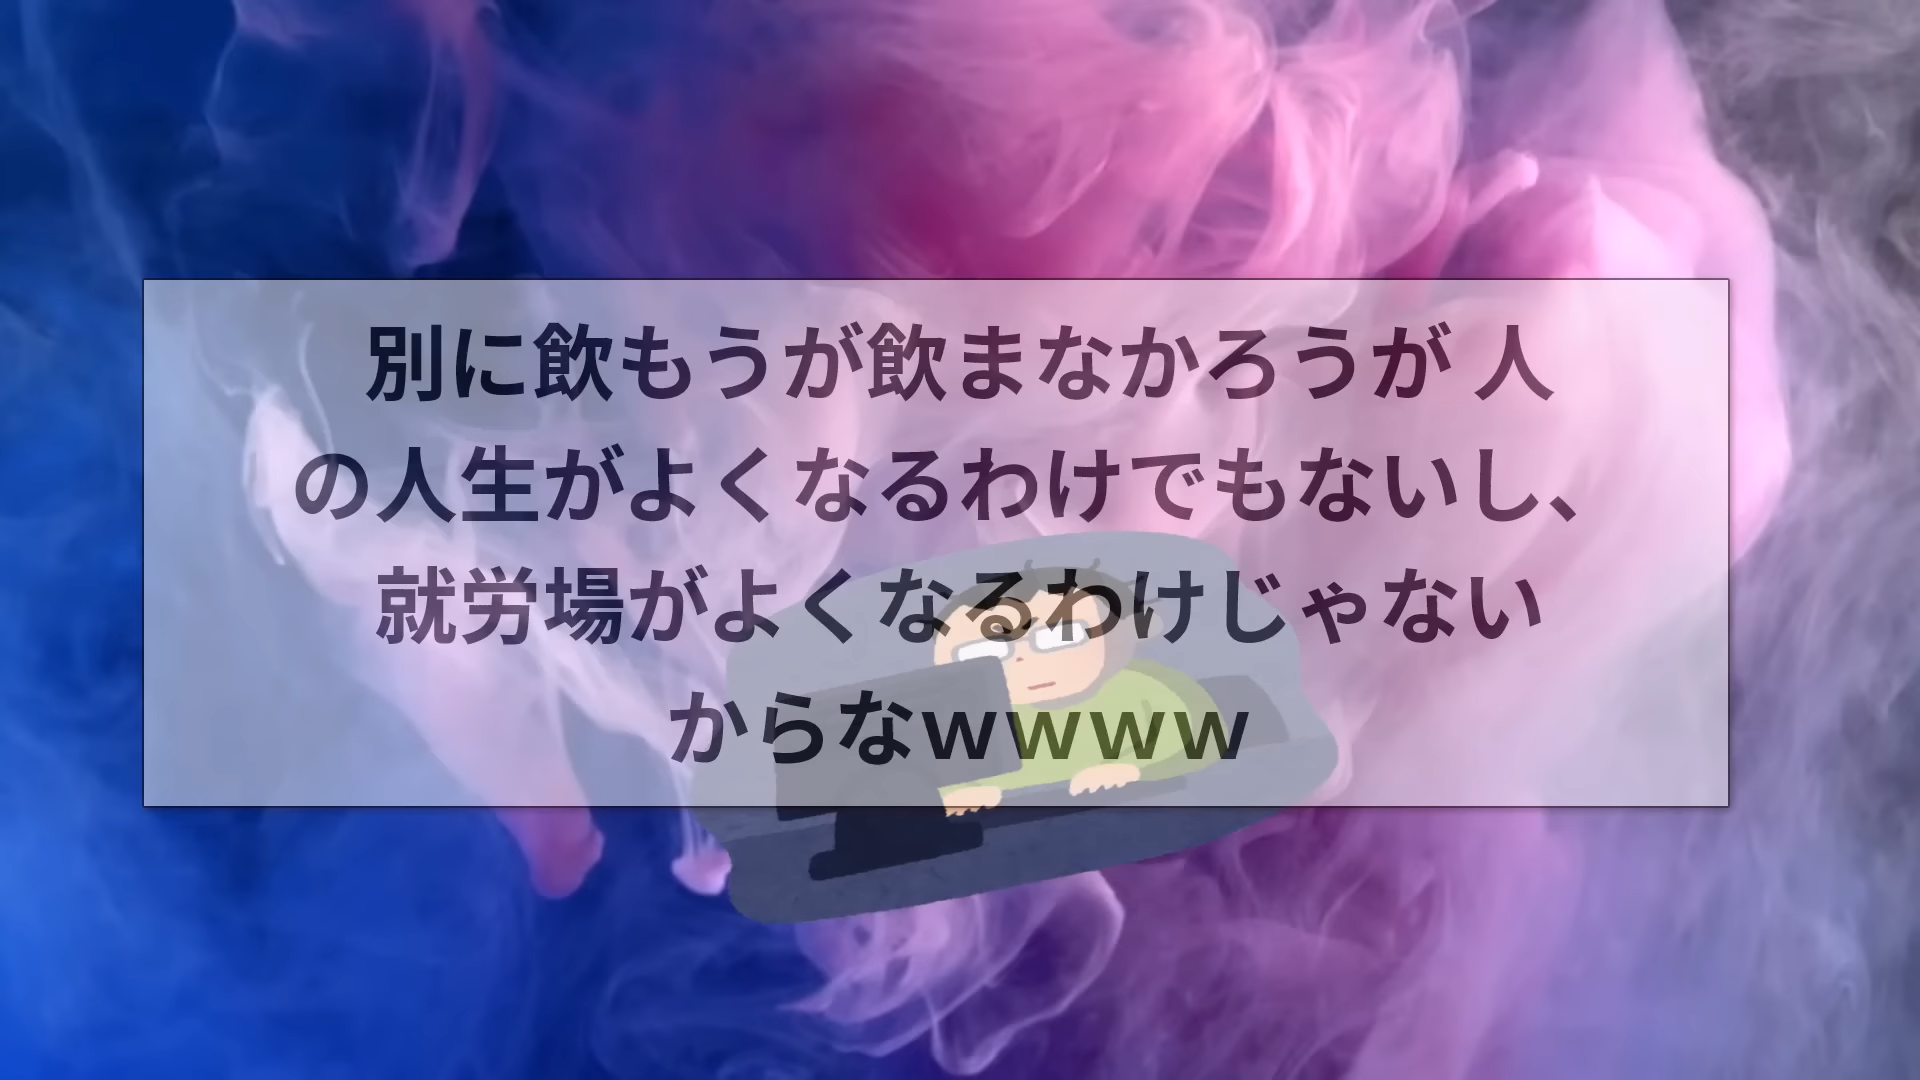 別に飲もうが飲まなかろうが 人
の人生がよくなるわけでもないし、
就労場がよくなるわけじゃない
からなｗｗｗｗ